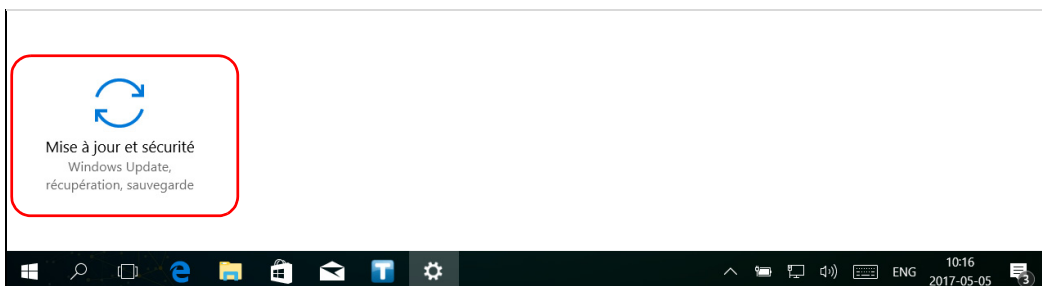 Mise à jour et sécurité
Windows Update,
récupération, sauvegarde
T
ENG
10:16
2017-05-05
3